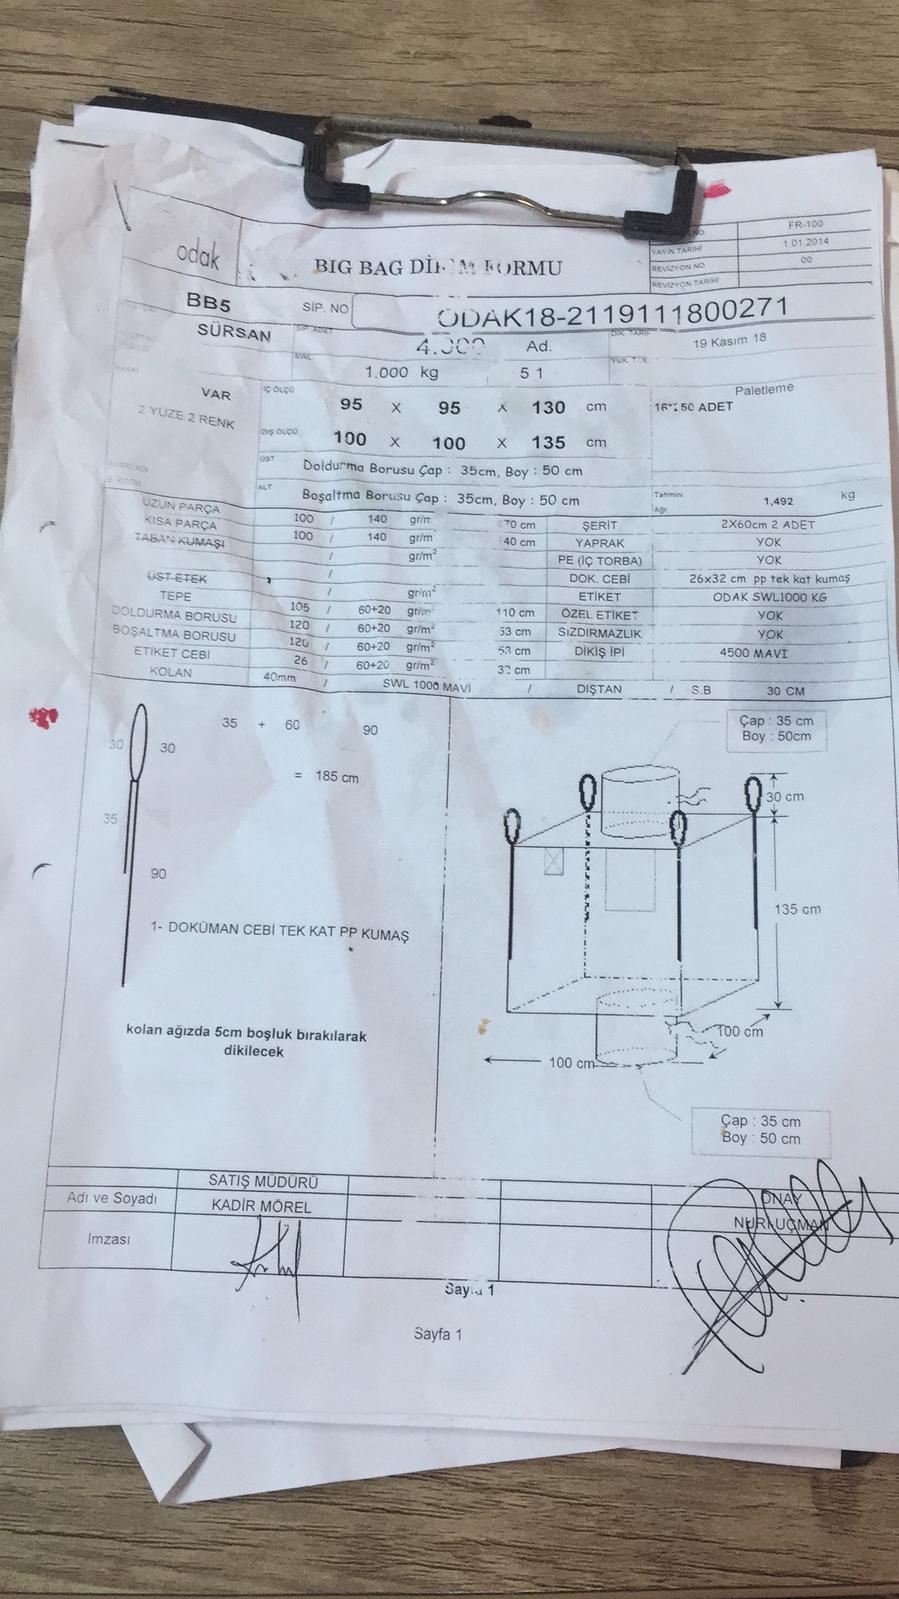 odak
BIG BAG FORMU
NO FR-100
YAYIN TARİHİ 1.01.2014
REVİZYON NO 00
REVİZYON TARİHİ
BB5 SİP. NO ODAK18-2119111800271
SÜRSAN SİP. ADET 4.000 Ad. DİK. TARİH 19 Kasım 18
SWL 1.000 kg 5 1
VAR İÇ ÖLÇÜ 95 x 95 x 130 cm Paletleme
2 YUZE 2 RENK 50 ADET
DIŞ ÖLÇÜ 100 x 100 x 135 cm
ÜST Doldurma Borusu Çap : 35cm, Boy : 50 cm
ALT Boşaltma Borusu Çap : 35cm, Boy : 50 cm Tahmini Ağr. 1,492 kg
UZUN PARÇA 100 / 140 gr/m 70 cm ŞERİT 2X60cm 2 ADET
KISA PARÇA 100 / 140 gr/m 140 cm YAPRAK YOK
TABAN KUMAŞI / gr/m² PE (İÇ TORBA) YOK
ÜST ETEK / DOK. CEBİ 26x32 cm pp tek kat kumaş
TEPE / gr/m² ETİKET ODAK SWL1000 KG
DOLDURMA BORUSU 105 / 60+20 gr/m 110 cm ÖZEL ETİKET YOK
BOŞALTMA BORUSU 120 / 60+20 gr/m² 53 cm SIZDIRMAZLIK YOK
ETİKET CEBİ 120 / 60+20 gr/m² 53 cm DİKİŞ İPİ 4500 MAVİ
KOLAN 26 / 60+20 gr/m² 32 cm
40mm / SWL 1000 MAVİ / DIŞTAN / S.B 30 CM
35 + 60 90
= 185 cm
30 30
35
90
1- DOKÜMAN CEBİ TEK KAT PP KUMAŞ
kolan ağızda 5cm boşluk bırakılarak
dikilecek
Çap : 35 cm
Boy : 50cm
30 cm
135 cm
100 cm
100 cm
Çap : 35 cm
Boy : 50 cm
SATIŞ MÜDÜRÜ ONAY
Adı ve Soyadı KADİR MÖREL NURİ UÇMAN
İmzası
Sayfa 1
Sayfa 1